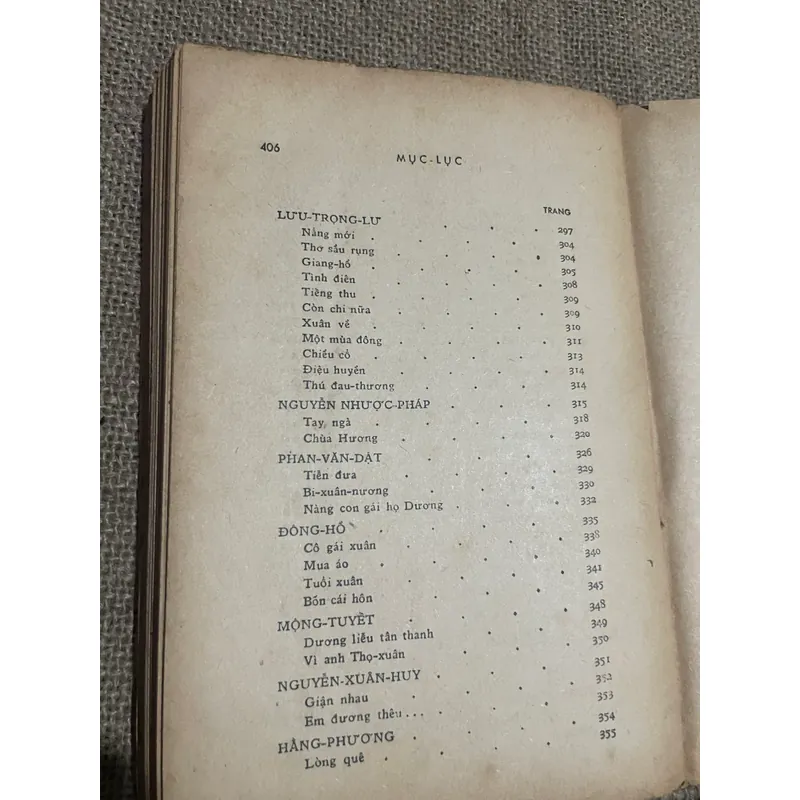 406
MỤC-LỤC
TRANG
LƯU-TRỌNG-LƯ . . . 297
Nắng mới . . . . . 304
Thơ sầu rụng . . . . 304
Giang-hồ . . . . . 305
Tình điên . . . . . 308
Tiếng thu . . . . . 309
Còn chi nữa . . . . 309
Xuân về . . . . . 310
Một mùa đông . . . . 311
Chiều cổ . . . . . 313
Điệu huyền . . . . 314
Thú đau-thương . . . . 314
NGUYỄN NHƯỢC-PHÁP . . . . 315
Tay ngà . . . . . 318
Chùa Hương . . . . 320
PHAN-VĂN-DẬT . . . . 326
Tiễn đưa . . . . . 329
Bi-xuân-nương . . . . 330
Nàng con gái họ Dương . . . . 332
ĐÔNG-HỒ . . . . . 335
Cô gái xuân . . . . 338
Mua áo . . . . . 340
Tuổi xuân . . . . . 341
Bốn cái hôn . . . . 345
MỘNG-TUYẾT . . . . 348
Dương liễu tân thanh . . . . 349
Vì anh Thọ-xuân . . . . 350
NGUYỄN-XUÂN-HUY . . . . 351
Giận nhau . . . . . 352
Em đương thêu . . . . . . 353
HẰNG-PHƯƠNG . . . . 354
Lòng quê . . . . . 355